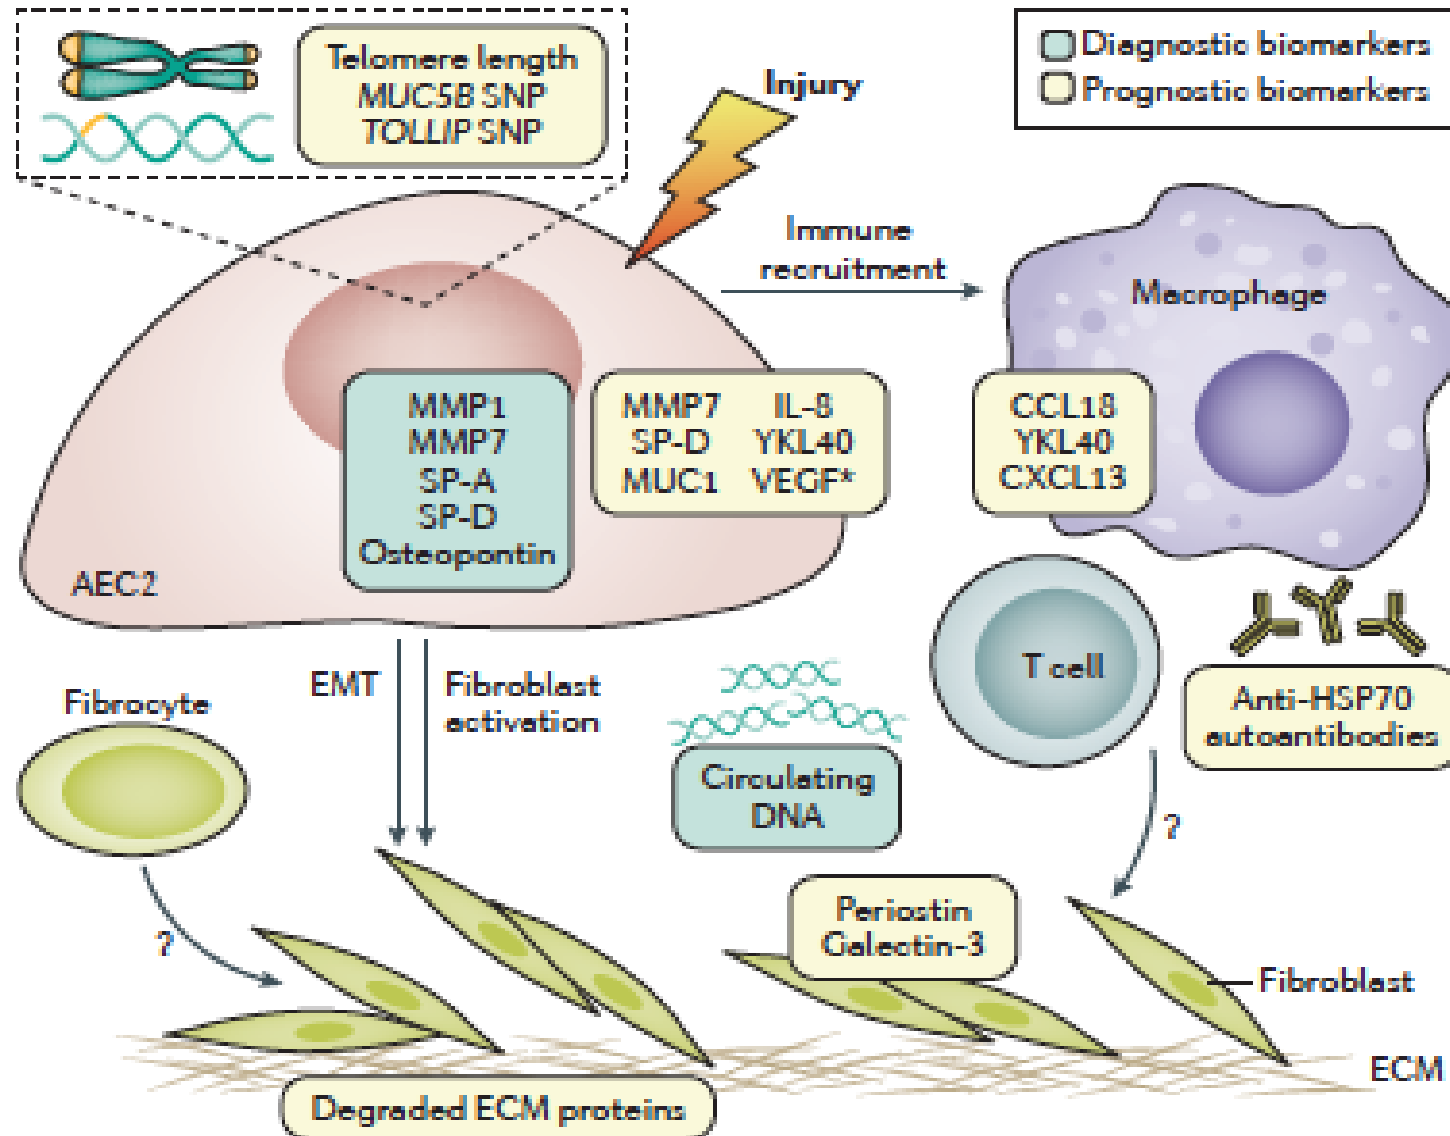 Telomere length
MUC5B SNP
TOLLIP SNP
Injury
Diagnostic biomarkers
Prognostic biomarkers
Immune
recruitment
Macrophage
MMP1
MMP7
SP-A
SP-D
Osteopontin
MMP7 IL-8
SP-D YKL40
MUC1 VEGF*
CCL18
YKL40
CXCL13
AEC2
EMT
Fibroblast
activation
Fibrocyte
T cell
Anti-HSP70
autoantibodies
Circulating
DNA
?
?
Periostin
Galectin-3
Fibroblast
ECM
Degraded ECM proteins